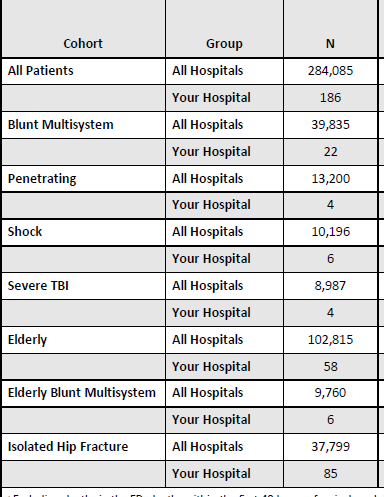 Cohort Group N
All Patients All Hospitals 284,085
Your Hospital 186
Blunt Multisystem All Hospitals 39,835
Your Hospital 22
Penetrating All Hospitals 13,200
Your Hospital 4
Shock All Hospitals 10,196
Your Hospital 6
Severe TBI All Hospitals 8,987
Your Hospital 4
Elderly All Hospitals 102,815
Your Hospital 58
Elderly Blunt Multisystem All Hospitals 9,760
Your Hospital 6
Isolated Hip Fracture All Hospitals 37,799
Your Hospital 85